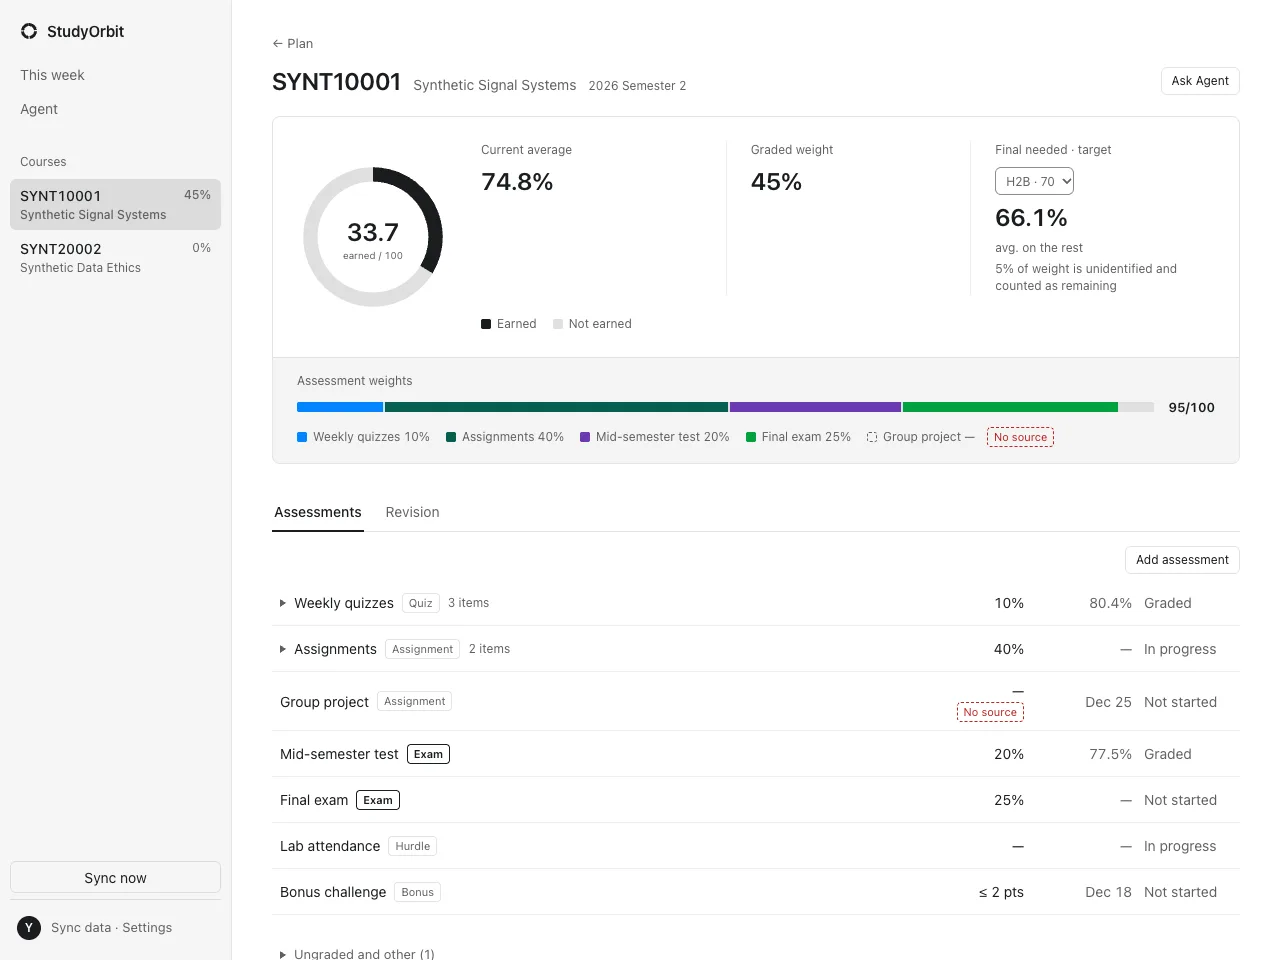 StudyOrbit
This week
Agent
Courses
SYNT10001 45%
Synthetic Signal Systems
SYNT20002 0%
Synthetic Data Ethics
Sync now
Y Sync data · Settings
← Plan
SYNT10001 Synthetic Signal Systems 2026 Semester 2
Ask Agent
33.7
earned / 100
Current average
74.8%
Graded weight
45%
Final needed · target
H2B · 70
66.1%
avg. on the rest
5% of weight is unidentified and
counted as remaining
Earned Not earned
Assessment weights
95/100
Weekly quizzes 10% Assignments 40% Mid-semester test 20% Final exam 25% Group project — No source
Assessments Revision
Add assessment
Weekly quizzes Quiz 3 items 10% 80.4% Graded
Assignments Assignment 2 items 40% — In progress
Group project Assignment — No source Dec 25 Not started
Mid-semester test Exam 20% 77.5% Graded
Final exam Exam 25% — Not started
Lab attendance Hurdle — — In progress
Bonus challenge Bonus ≤ 2 pts Dec 18 Not started
Ungraded and other (1)